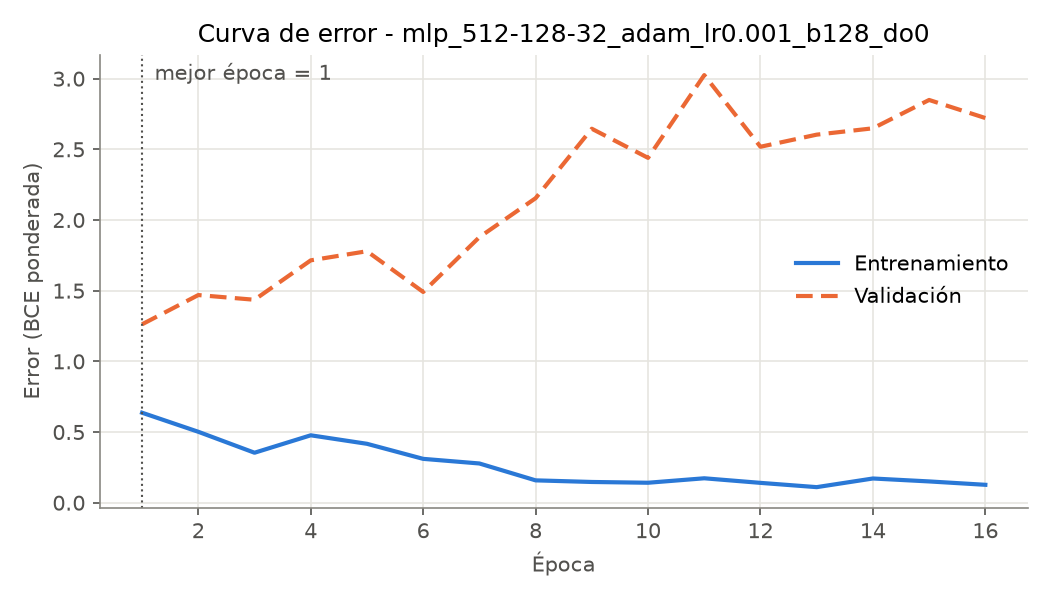 Curva de error - mlp_512-128-32_adam_lr0.001_b128_do0
mejor época = 1
3.0
2.5
2.0
1.5
1.0
0.5
0.0
Error (BCE ponderada)
Entrenamiento
Validación
2 4 6 8 10 12 14 16
Época